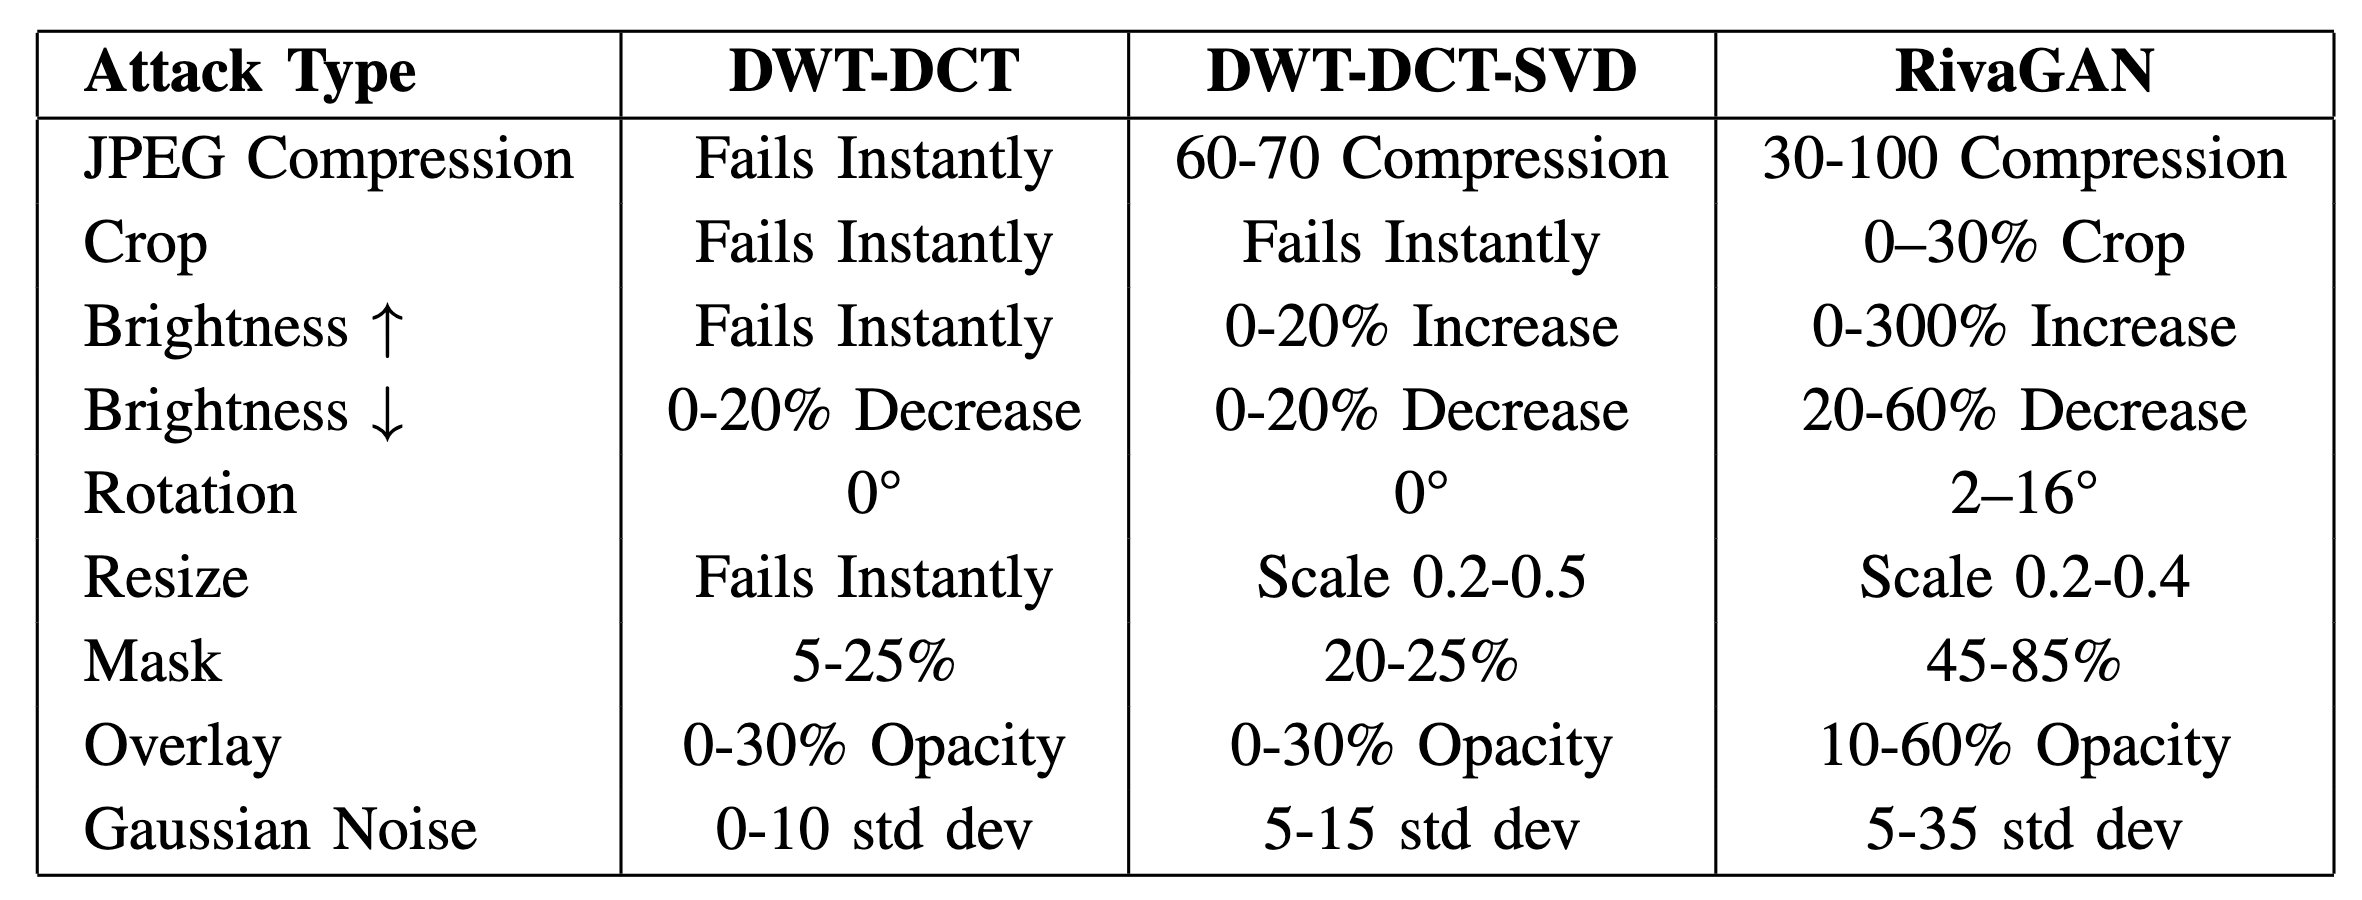 Attack Type DWT-DCT DWT-DCT-SVD RivaGAN
JPEG Compression Fails Instantly 60-70 Compression 30-100 Compression
Crop Fails Instantly Fails Instantly 0–30% Crop
Brightness ↑ Fails Instantly 0-20% Increase 0-300% Increase
Brightness ↓ 0-20% Decrease 0-20% Decrease 20-60% Decrease
Rotation 0° 0° 2–16°
Resize Fails Instantly Scale 0.2-0.5 Scale 0.2-0.4
Mask 5-25% 20-25% 45-85%
Overlay 0-30% Opacity 0-30% Opacity 10-60% Opacity
Gaussian Noise 0-10 std dev 5-15 std dev 5-35 std dev